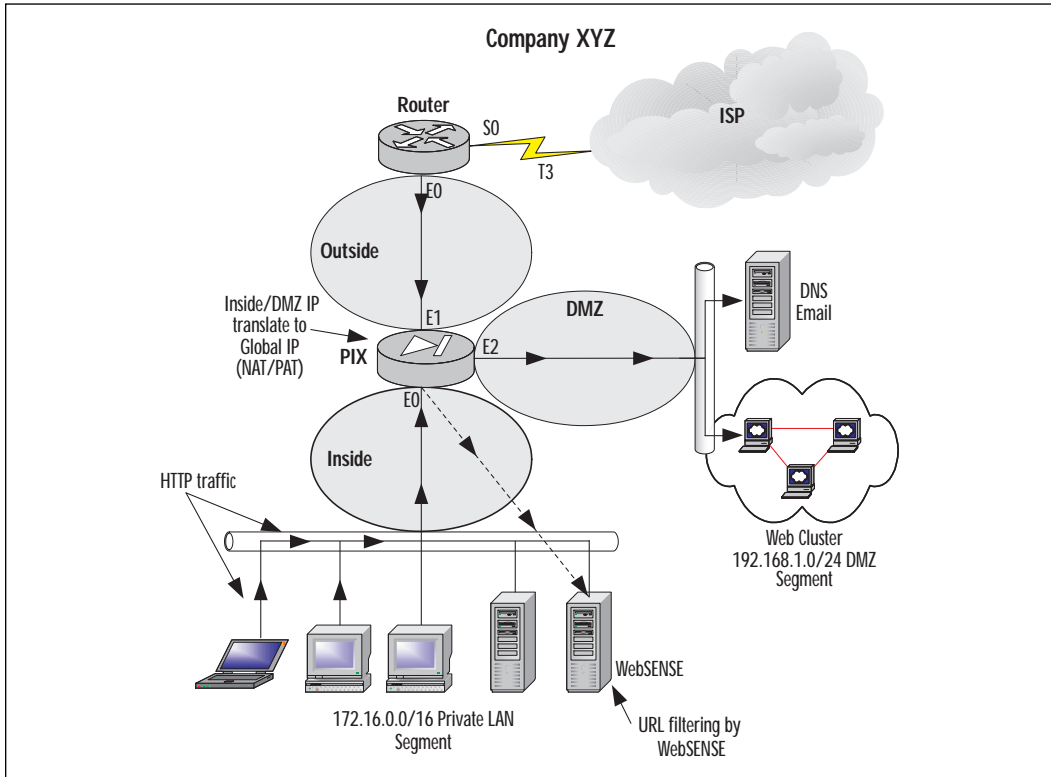 Company XYZ
Router
S0
ISP
T3
E0
Outside
Inside/DMZ IP
translate to
Global IP
(NAT/PAT)
E1
PIX
E2
DMZ
DNS
Email
E0
Inside
HTTP traffic
Web Cluster
192.168.1.0/24 DMZ
Segment
WebSENSE
172.16.0.0/16 Private LAN
Segment
URL filtering by
WebSENSE